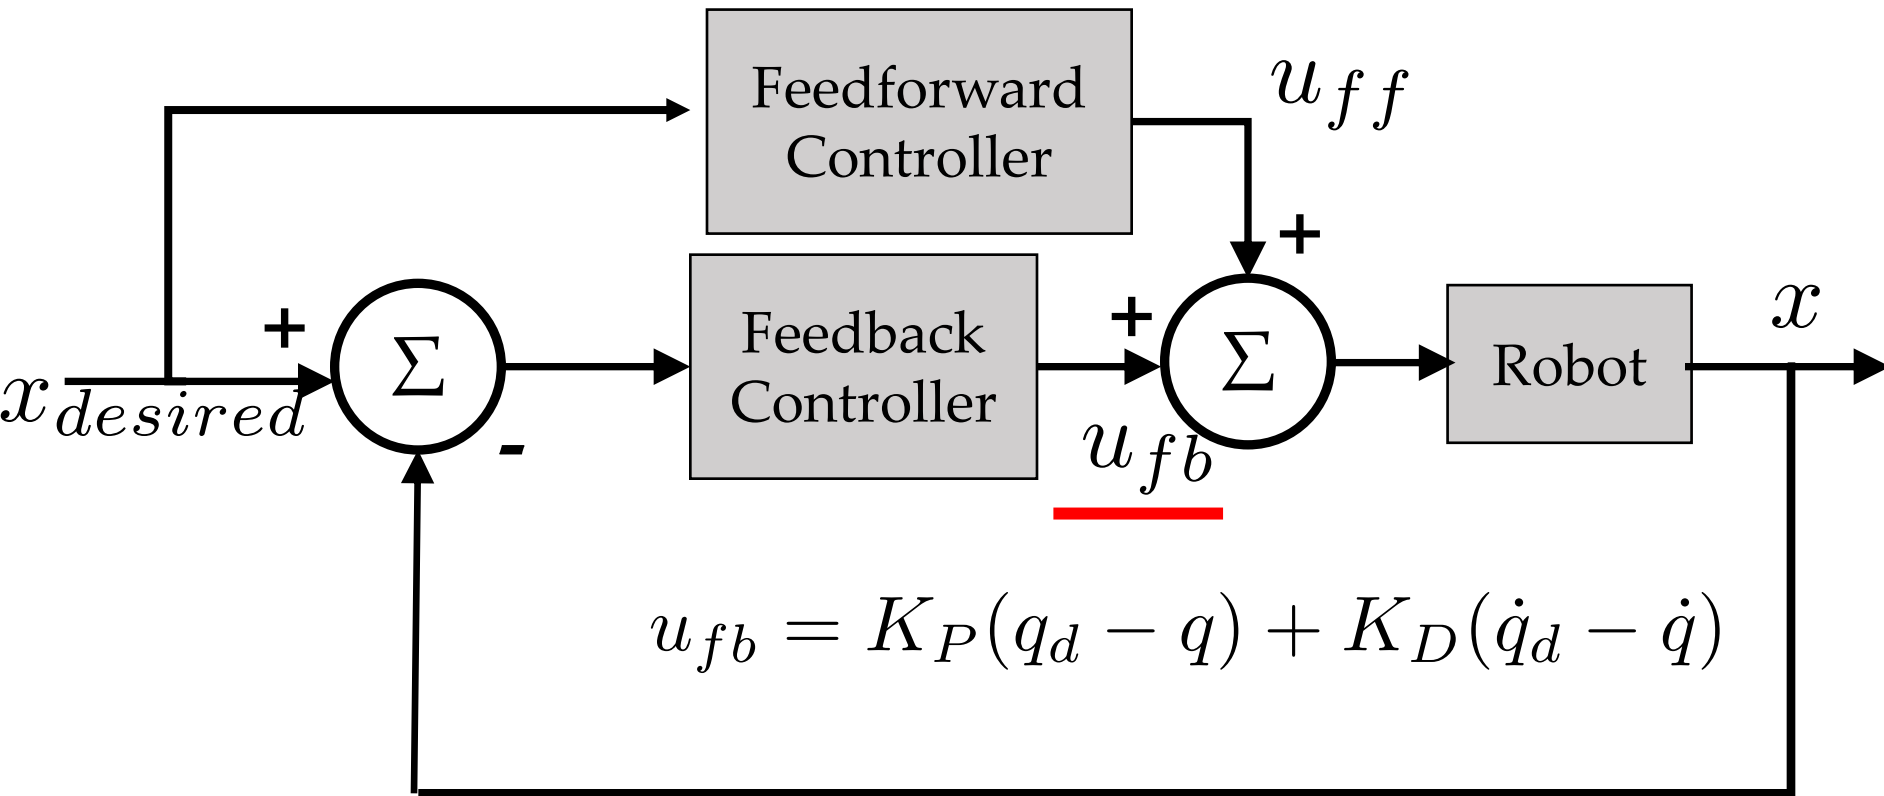 Feedforward
Controller
u_{ff}
+
+
+
x_{desired}
Σ
-
Feedback
Controller
u_{fb}
Σ
Robot
x
u_{fb} = K_P(q_d − q) + K_D(q̇_d − q̇)